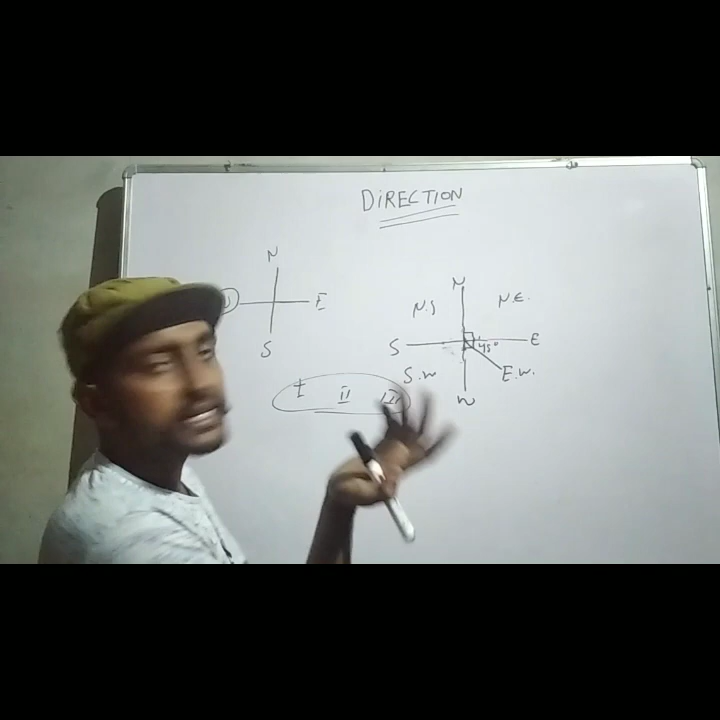 DiRECTION
N
E
S
N
N.S
N.E.
S
45°
E
S.W
E.W.
W
I II III